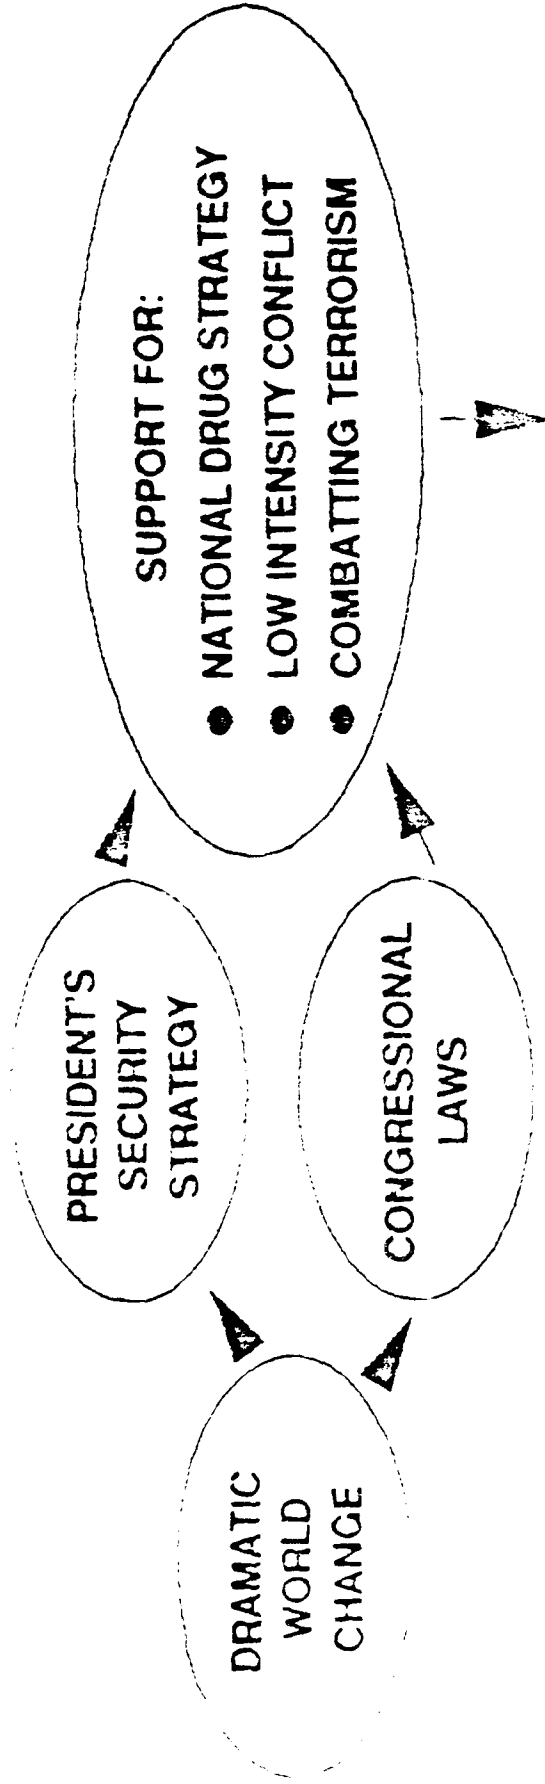 DRAMATIC
WORLD
CHANGE
PRESIDENT'S
SECURITY
STRATEGY
CONGRESSIONAL
LAWS
SUPPORT FOR:
● NATIONAL DRUG STRATEGY
● LOW INTENSITY CONFLICT
● COMBATTING TERRORISM